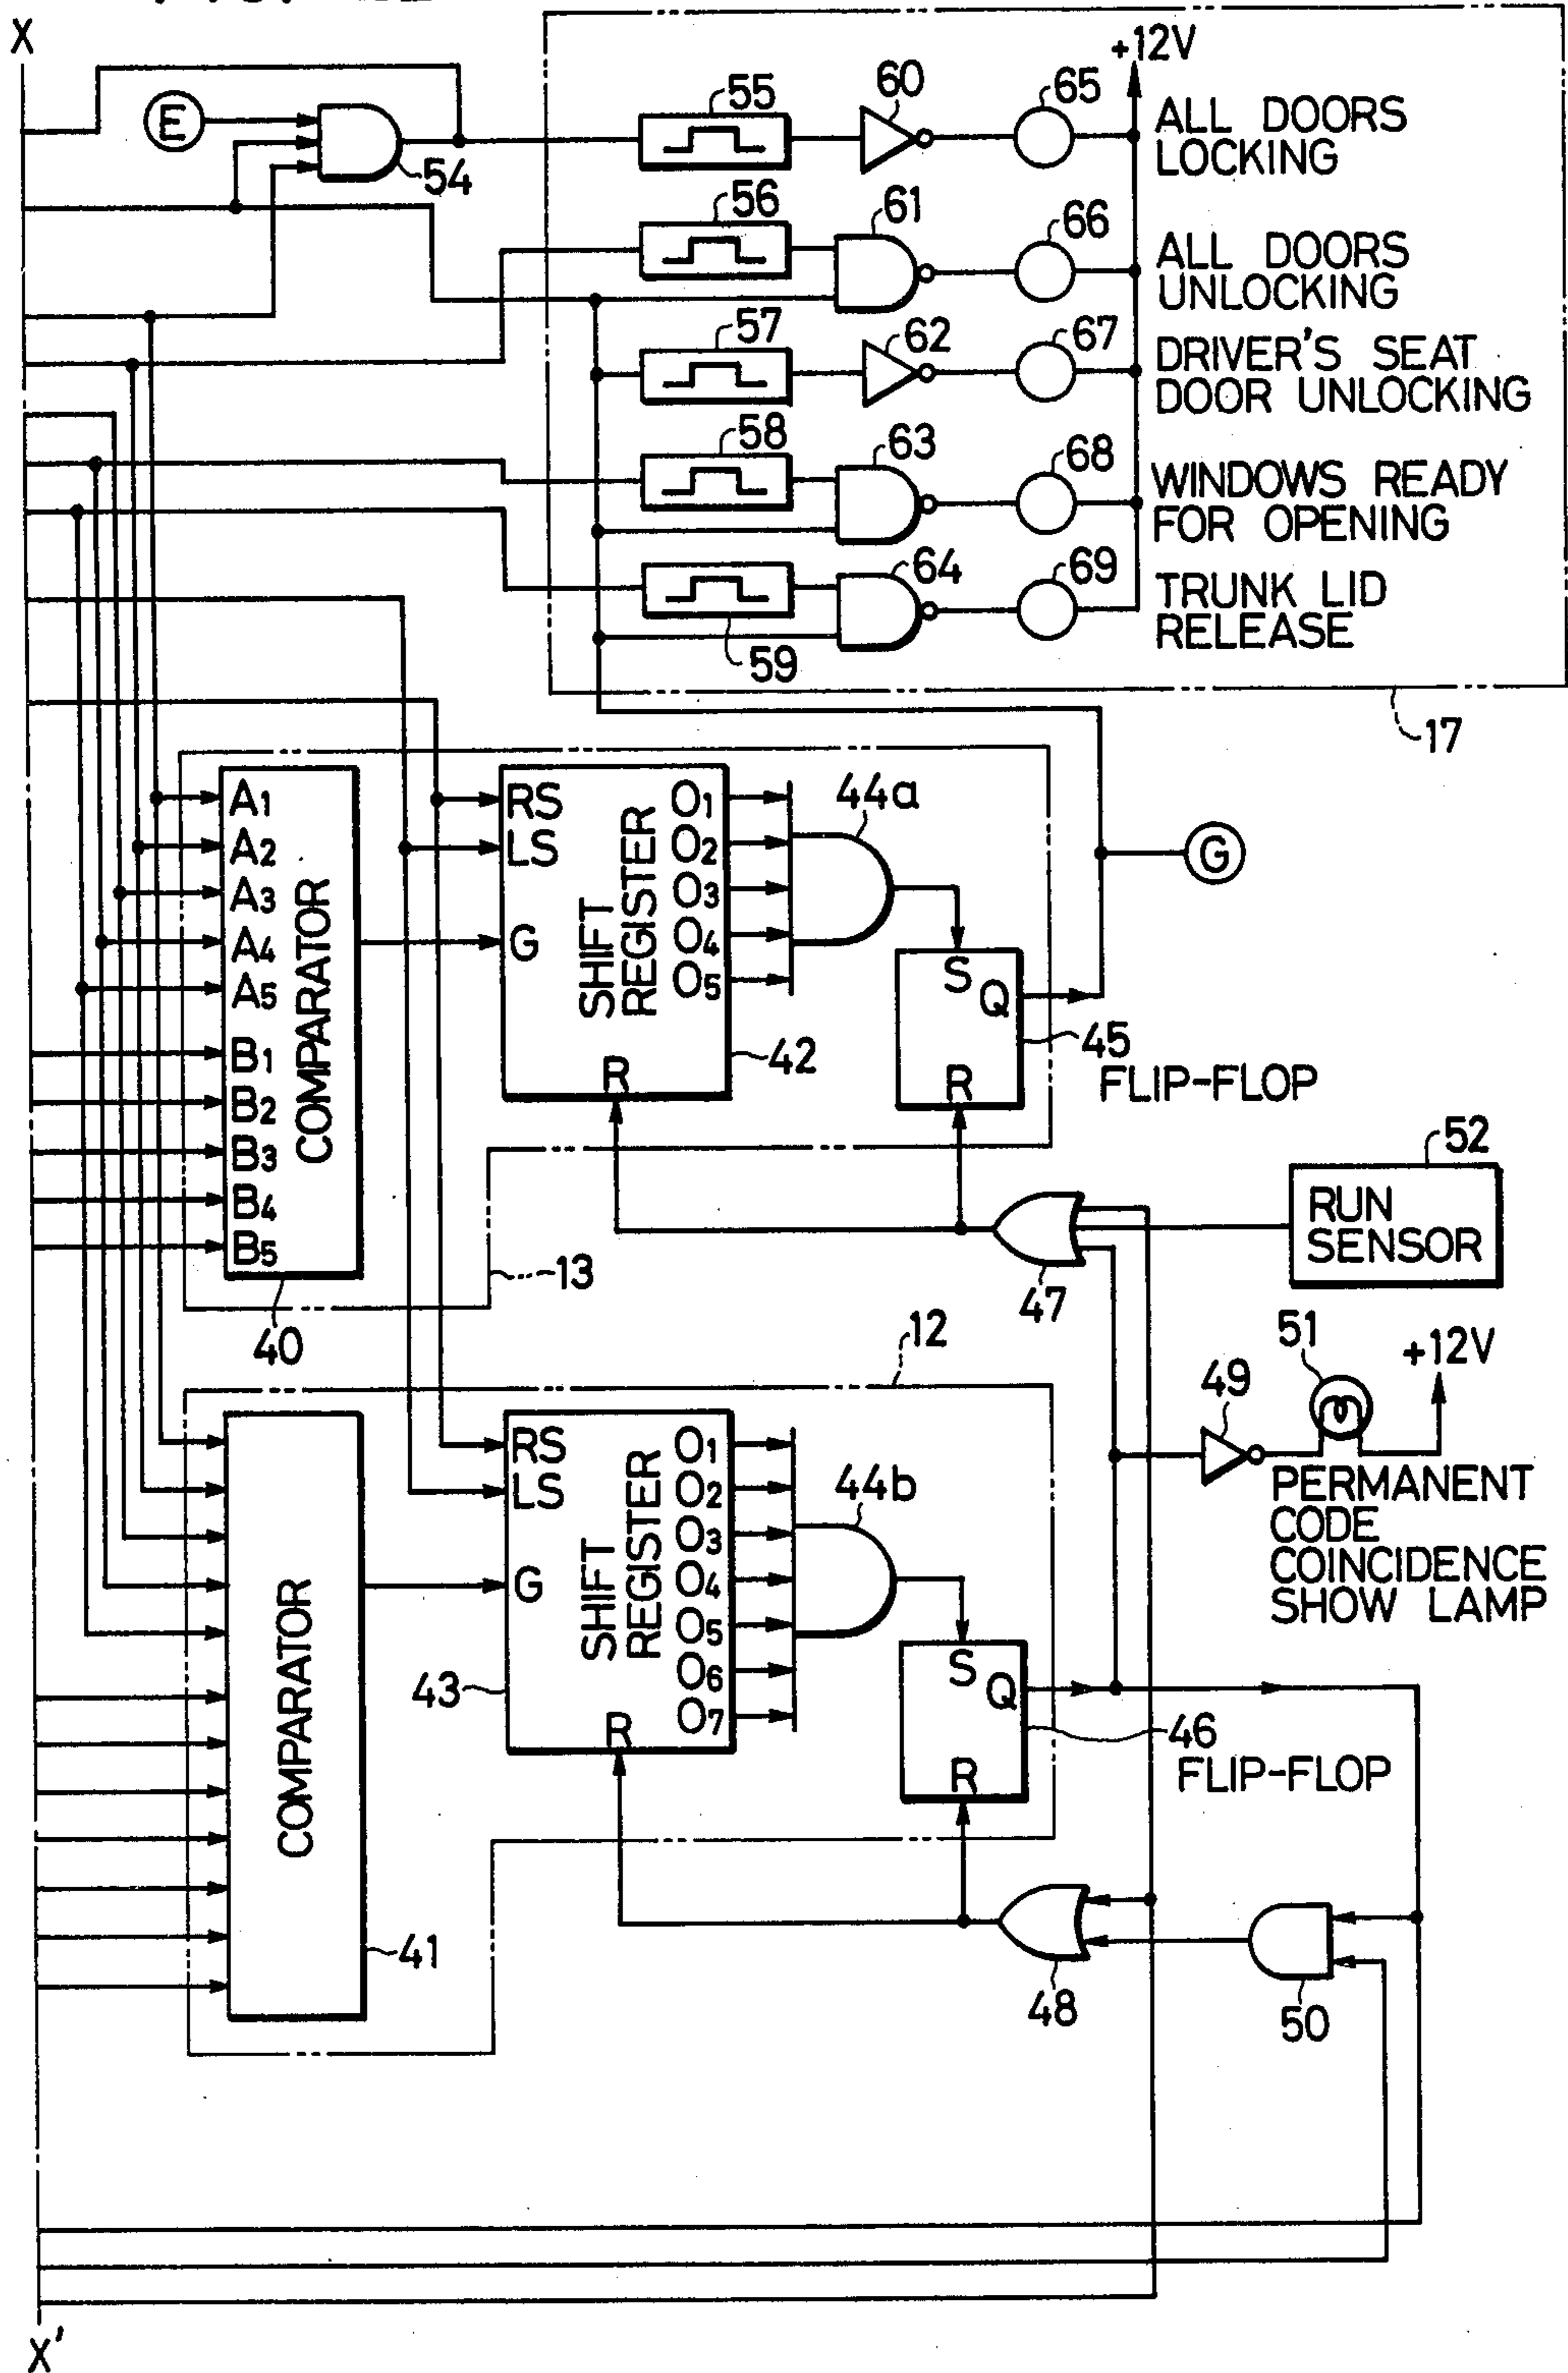 X
E
54
55
60
65
+12V
ALL DOORS
LOCKING
56
61
66
ALL DOORS
UNLOCKING
57
62
67
DRIVER'S SEAT
DOOR UNLOCKING
58
63
68
WINDOWS READY
FOR OPENING
59
64
69
TRUNK LID
RELEASE
17
A1
A2
A3
A4
A5
B1
B2
B3
B4
B5
COMPARATOR
40
RS
LS
G
R
SHIFT
REGISTER
O1
O2
O3
O4
O5
42
44a
S
Q
R
45
FLIP-FLOP
G
13
47
52
RUN
SENSOR
12
49
51
+12V
PERMANENT
CODE
COINCIDENCE
SHOW LAMP
COMPARATOR
41
RS
LS
G
R
SHIFT
REGISTER
O1
O2
O3
O4
O5
O6
O7
43
44b
S
Q
R
46
FLIP-FLOP
48
50
X'